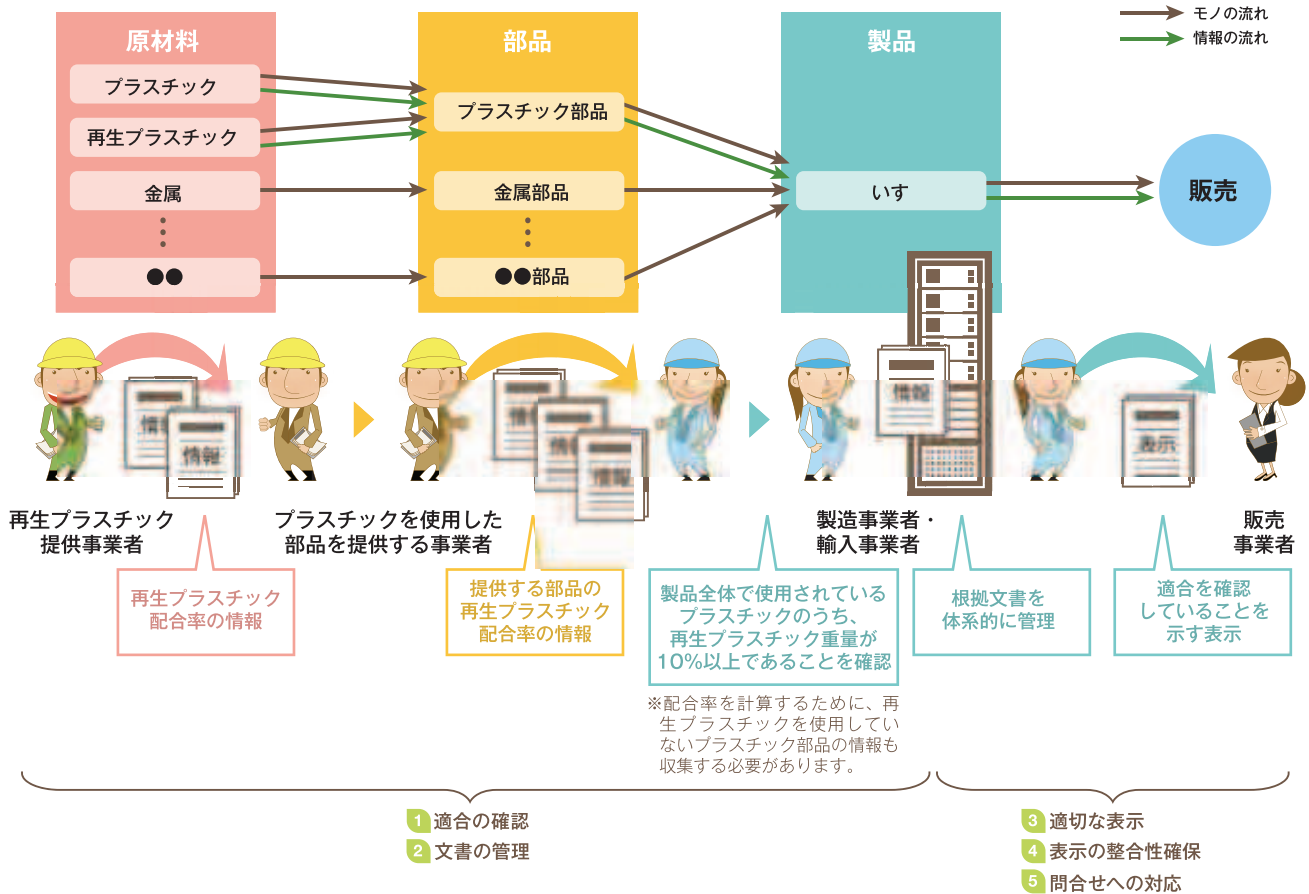 原材料
部品
製品
モノの流れ
情報の流れ
プラスチック
再生プラスチック
金属
●●
プラスチック部品
金属部品
●●部品
いす
販売
情報
情報
情報
情報
情報
情報
表示
再生プラスチック
提供事業者
プラスチックを使用した
部品を提供する事業者
製造事業者・
輸入事業者
販売
事業者
再生プラスチック
配合率の情報
提供する部品の
再生プラスチック
配合率の情報
製品全体で使用されている
プラスチックのうち、
再生プラスチック重量が
10%以上であることを確認
根拠文書を
体系的に管理
適合を確認
していることを
示す表示
※配合率を計算するために、再
生プラスチックを使用してい
ないプラスチック部品の情報も
収集する必要があります。
1 適合の確認
2 文書の管理
3 適切な表示
4 表示の整合性確保
5 問合せへの対応